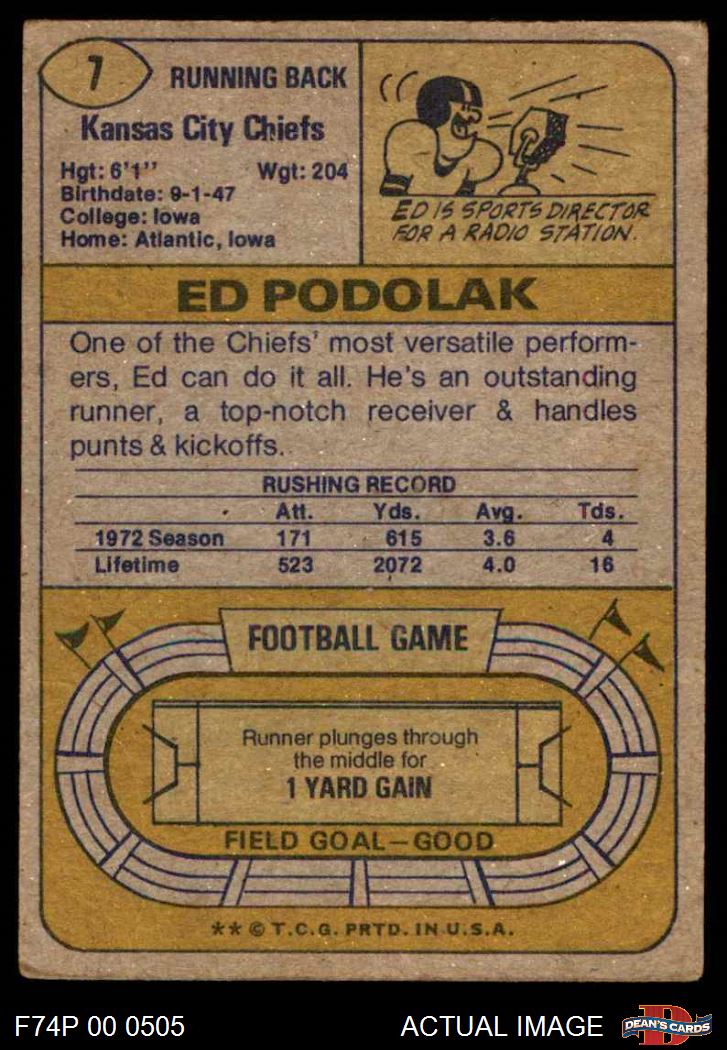 7
RUNNING BACK
Kansas City Chiefs
Hgt: 6'1" Wgt: 204
Birthdate: 9-1-47
College: Iowa
Home: Atlantic, Iowa
ED IS SPORTS DIRECTOR
FOR A RADIO STATION.
ED PODOLAK
One of the Chiefs' most versatile perform-
ers, Ed can do it all. He's an outstanding
runner, a top-notch receiver & handles
punts & kickoffs.
RUSHING RECORD
Att. Yds. Avg. Tds.
1972 Season 171 615 3.6 4
Lifetime 523 2072 4.0 16
FOOTBALL GAME
Runner plunges through
the middle for
1 YARD GAIN
FIELD GOAL—GOOD
** © T.C.G. PRTD. IN U.S.A.
F74P 00 0505 ACTUAL IMAGE
D
DEAN'S CARDS